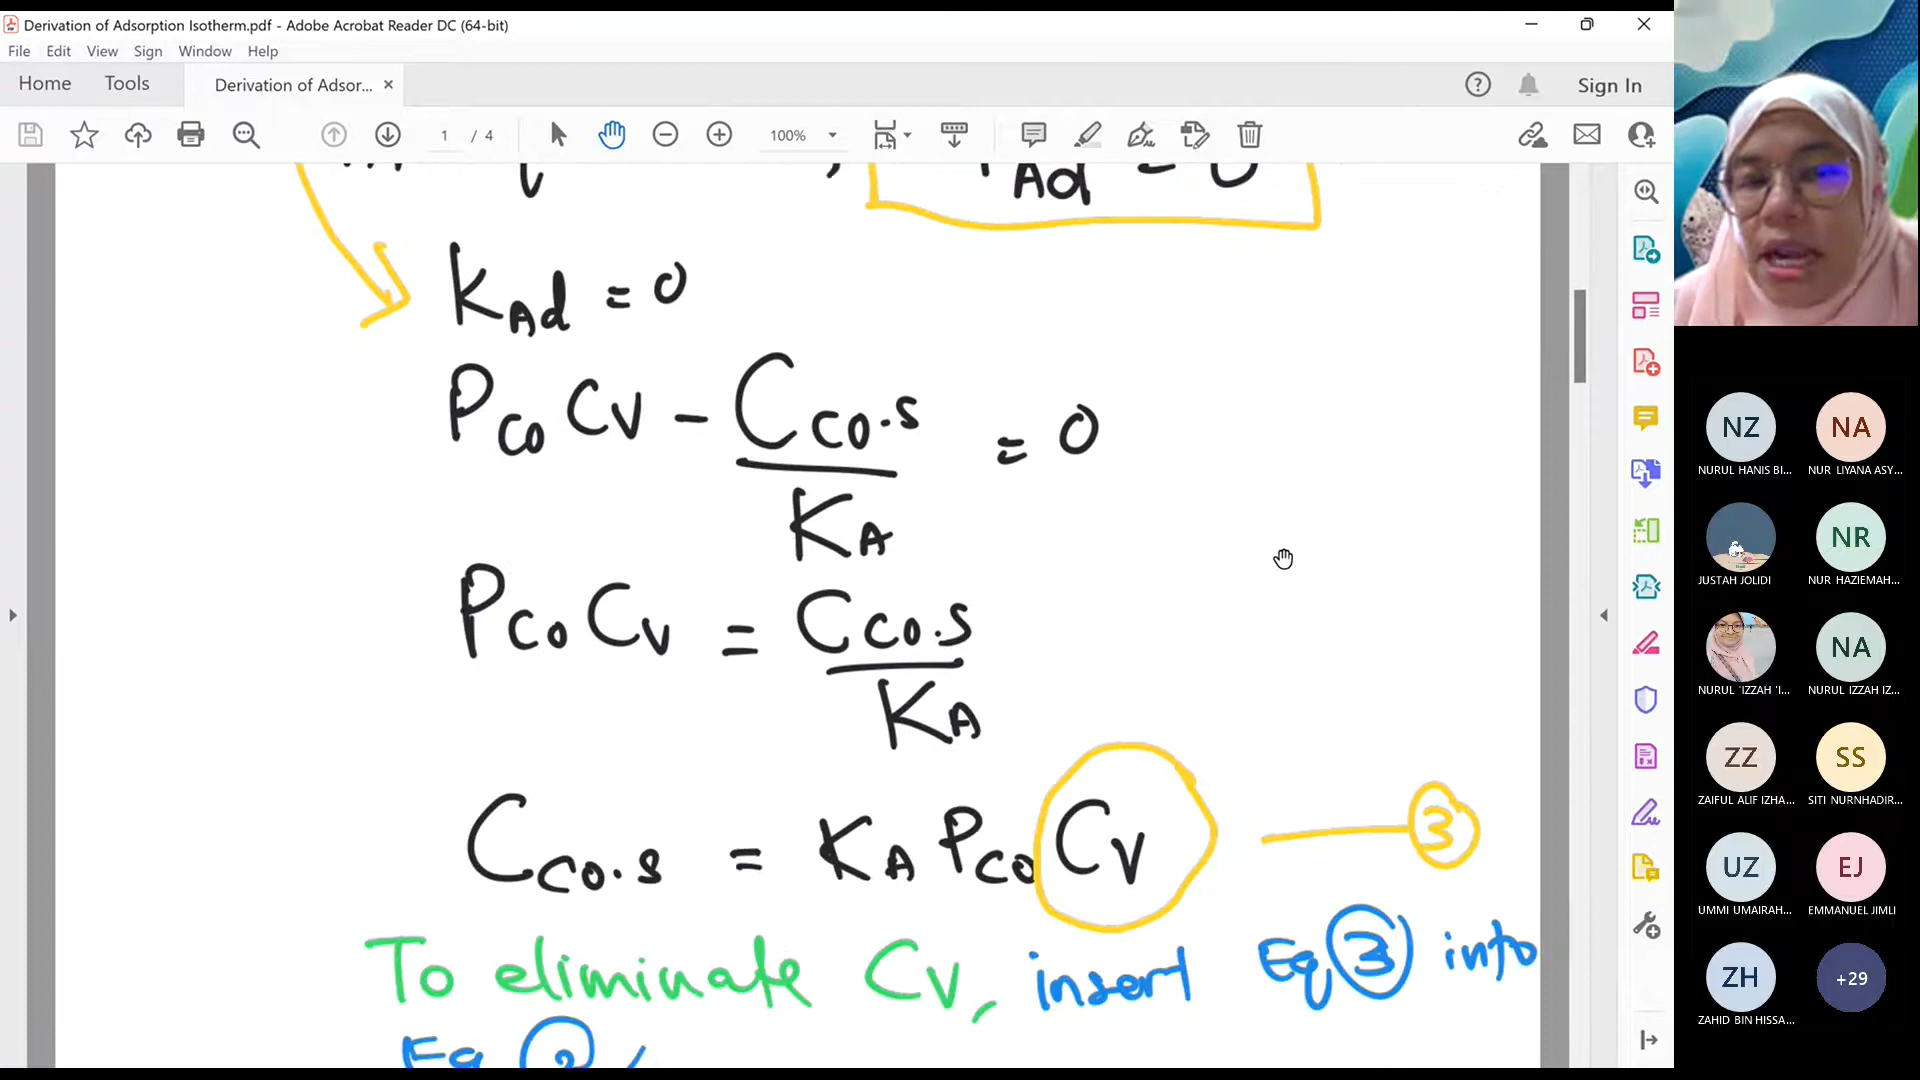 Derivation of Adsorption Isotherm.pdf - Adobe Acrobat Reader DC (64-bit)
File Edit View Sign Window Help
Home Tools Derivation of Adsor... × Sign In
1 / 4 100%
Ad = 0
KAd = 0
PCO CV - CCO.S / KA = 0
PCO CV = CCO.S / KA
CCO.S = KA PCO CV — 3
To eliminate CV, insert Eq 3 into
Eq 2,
NZ NA
NURUL HANIS BI... NUR LIYANA ASY...
NR
JUSTAH JOLIDI NUR HAZIEMAH...
NA
NURUL 'IZZAH 'I... NURUL IZZAH IZ...
ZZ SS
ZAIFUL ALIF IZHA... SITI NURNHADIR...
UZ EJ
UMMI UMAIRAH... EMMANUEL JIMLI
ZH +29
ZAHID BIN HISSA...